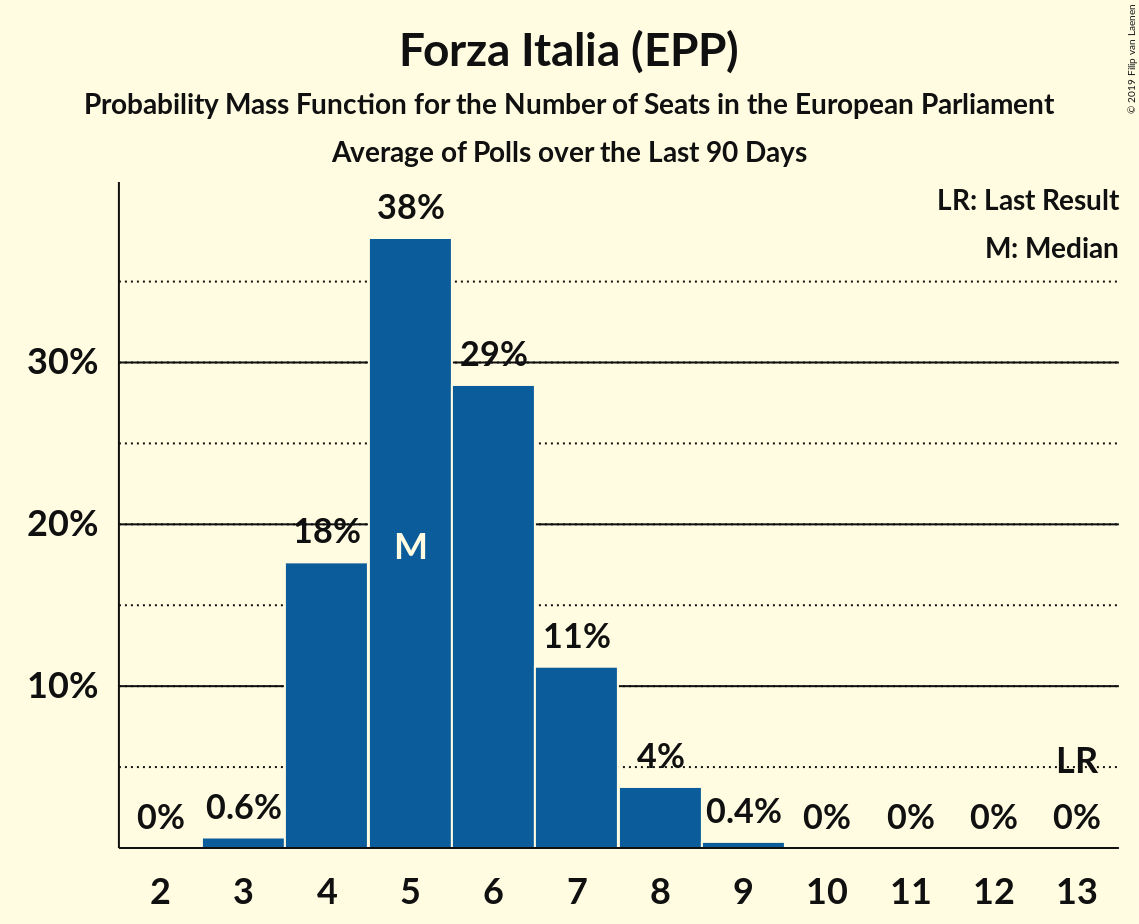 Forza Italia (EPP)
Probability Mass Function for the Number of Seats in the European Parliament
Average of Polls over the Last 90 Days
© 2019 Filip van Laenen
LR: Last Result
M: Median
38%
30%
29%
20%
18%
M
11%
10%
4%
LR
0%
0.6%
0.4%
0%
0%
0%
0%
2 3 4 5 6 7 8 9 10 11 12 13